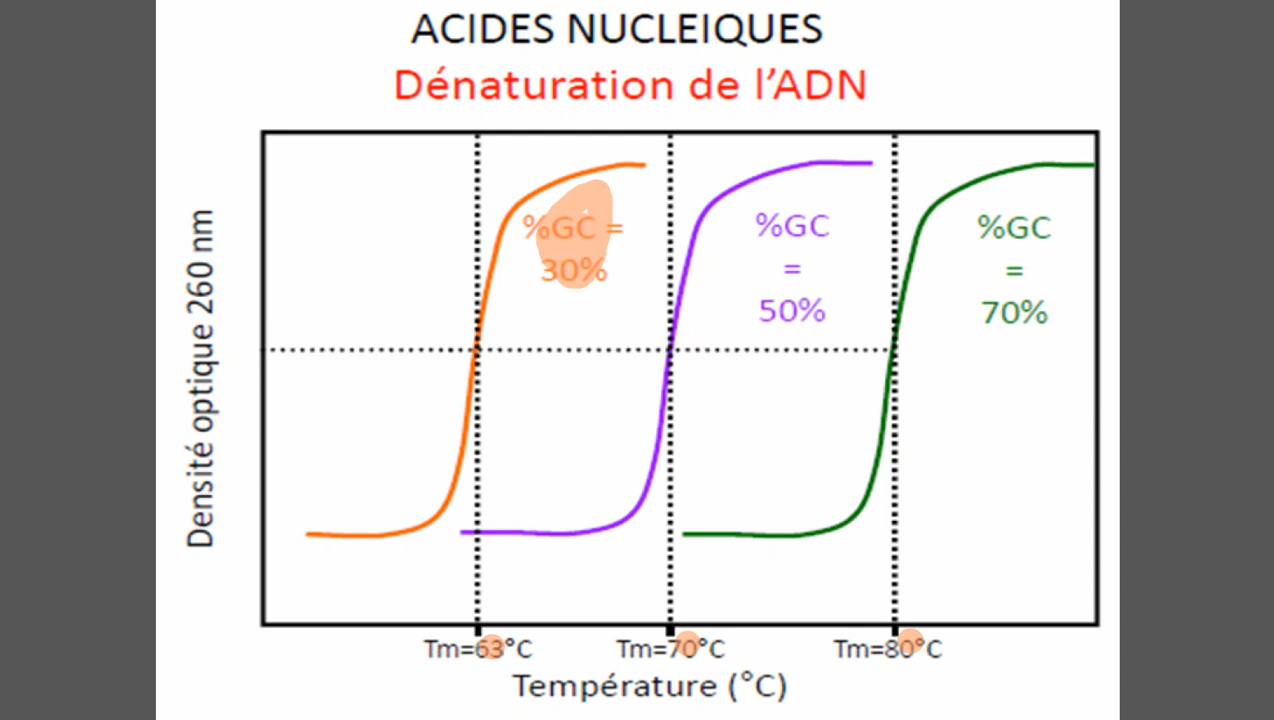 ACIDES NUCLEIQUES
Dénaturation de l’ADN
Densité optique 260 nm
%GC =
30%
%GC
=
50%
%GC
=
70%
Tm=63°C
Tm=70°C
Tm=80°C
Température (°C)